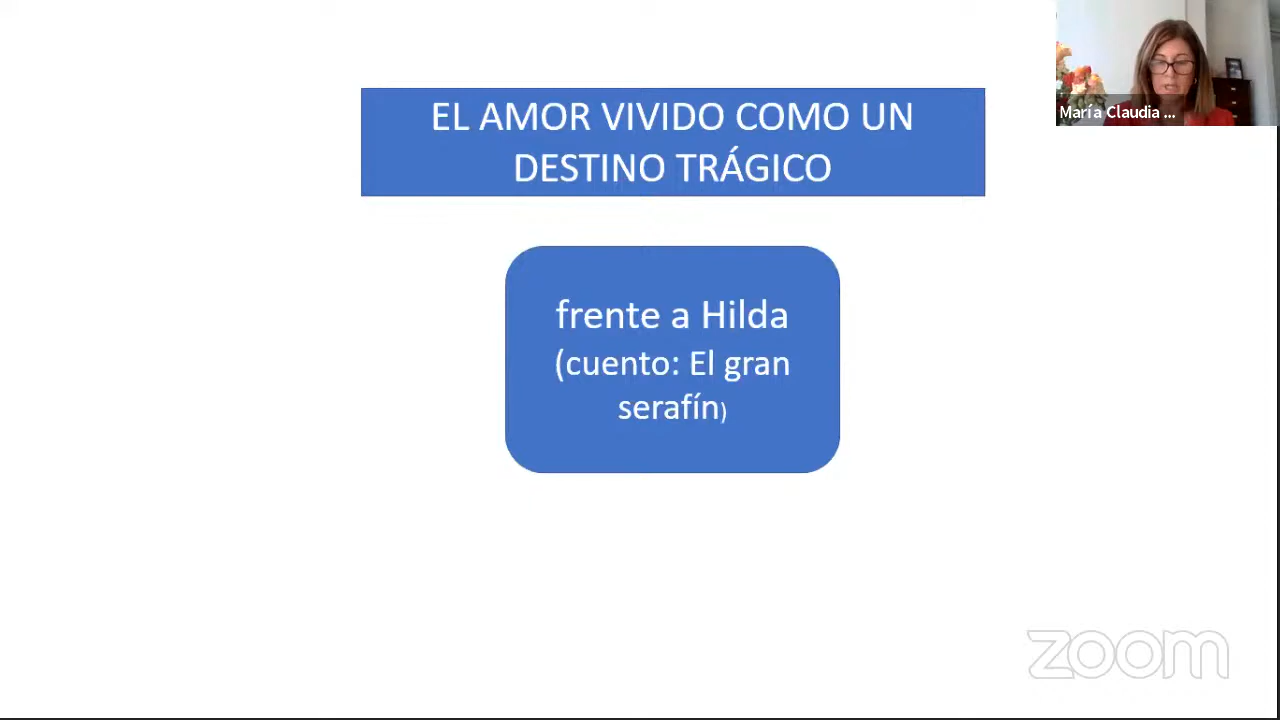 EL AMOR VIVIDO COMO UN
DESTINO TRÁGICO
María Claudia ...
frente a Hilda
(cuento: El gran
serafín)
zoom